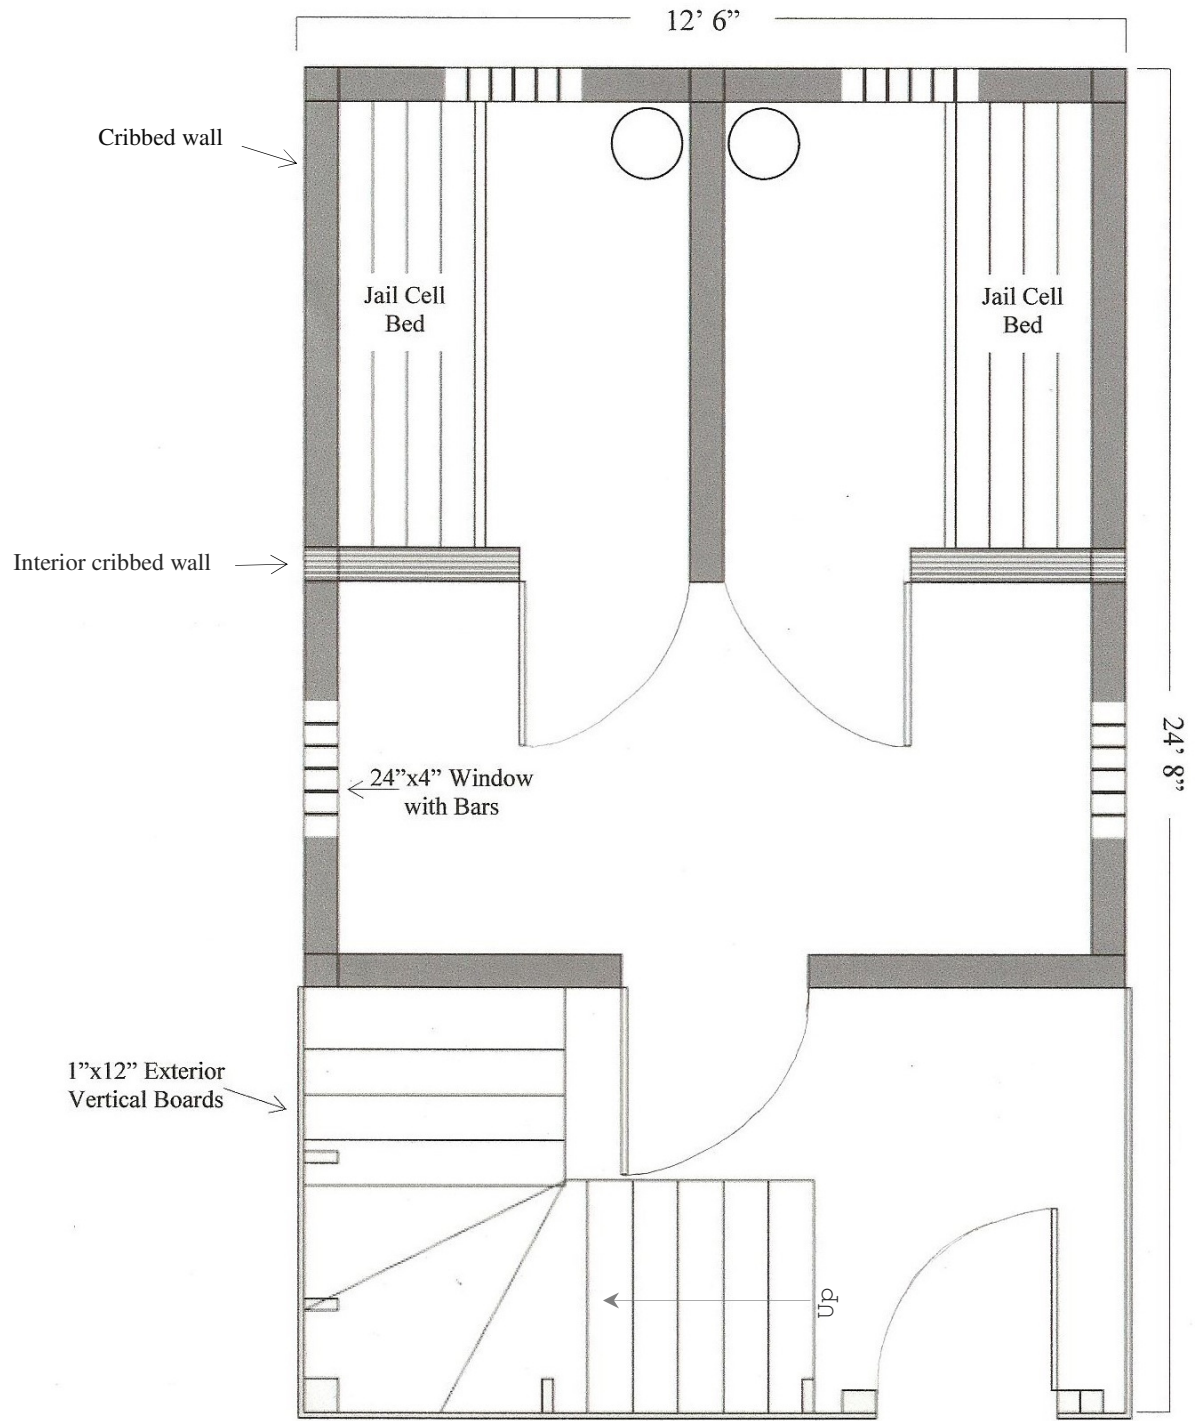 12’ 6”
Cribbed wall
Jail Cell
Bed
Jail Cell
Bed
Interior cribbed wall
24’ 8”
24”x4” Window
with Bars
1”x12” Exterior
Vertical Boards
Up